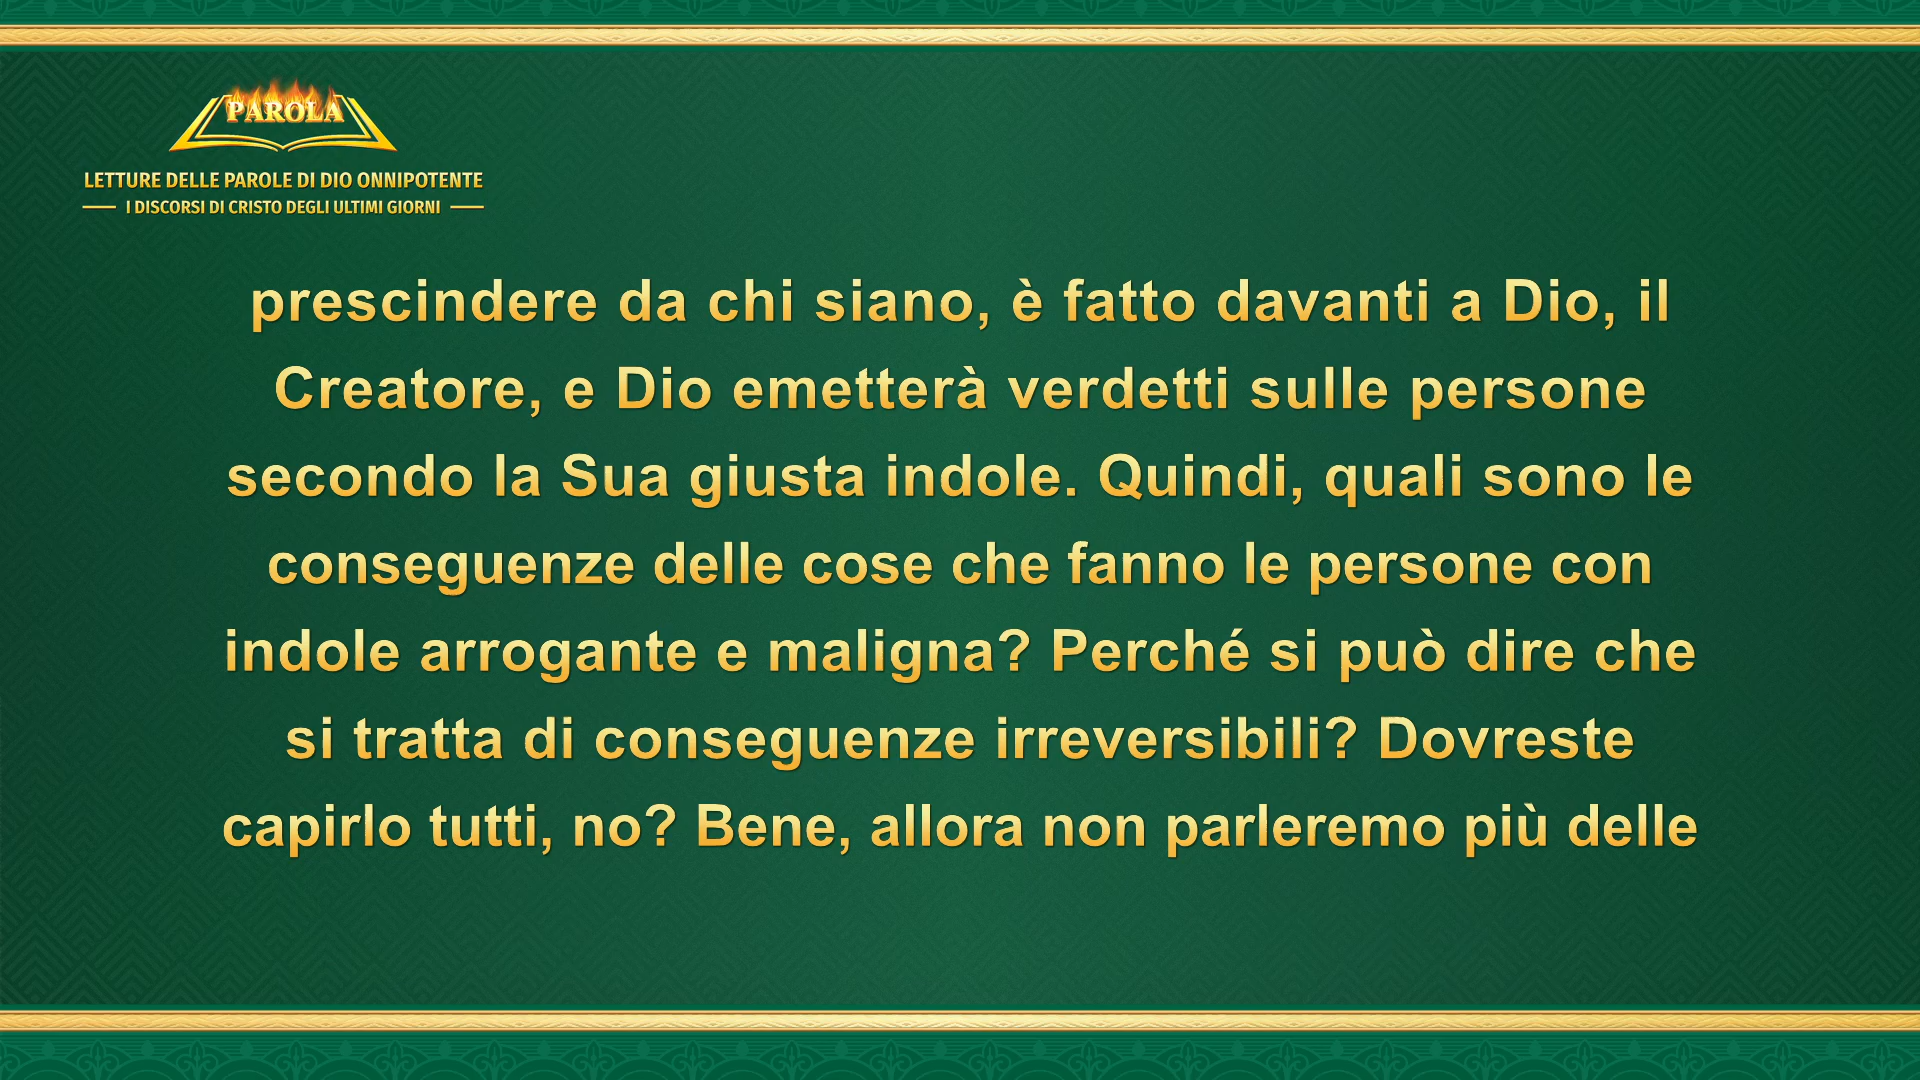 PAROLA
LETTURE DELLE PAROLE DI DIO ONNIPOTENTE
I DISCORSI DI CRISTO DEGLI ULTIMI GIORNI
prescindere da chi siano, è fatto davanti a Dio, il
Creatore, e Dio emetterà verdetti sulle persone
secondo la Sua giusta indole. Quindi, quali sono le
conseguenze delle cose che fanno le persone con
indole arrogante e maligna? Perché si può dire che
si tratta di conseguenze irreversibili? Dovreste
capirlo tutti, no? Bene, allora non parleremo più delle